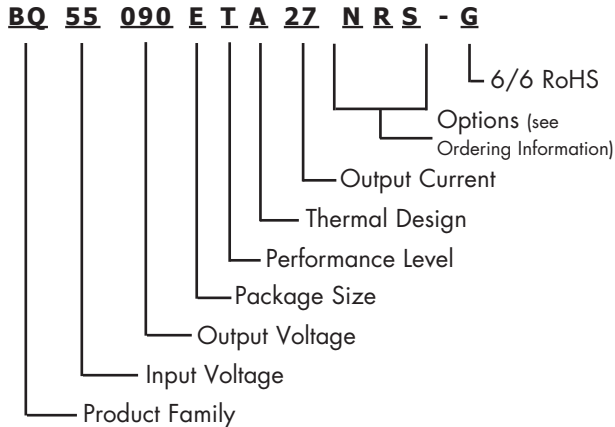 BQ 55 090 E T A 27 N R S - G
6/6 RoHS
Options (see
Ordering Information)
Output Current
Thermal Design
Performance Level
Package Size
Output Voltage
Input Voltage
Product Family